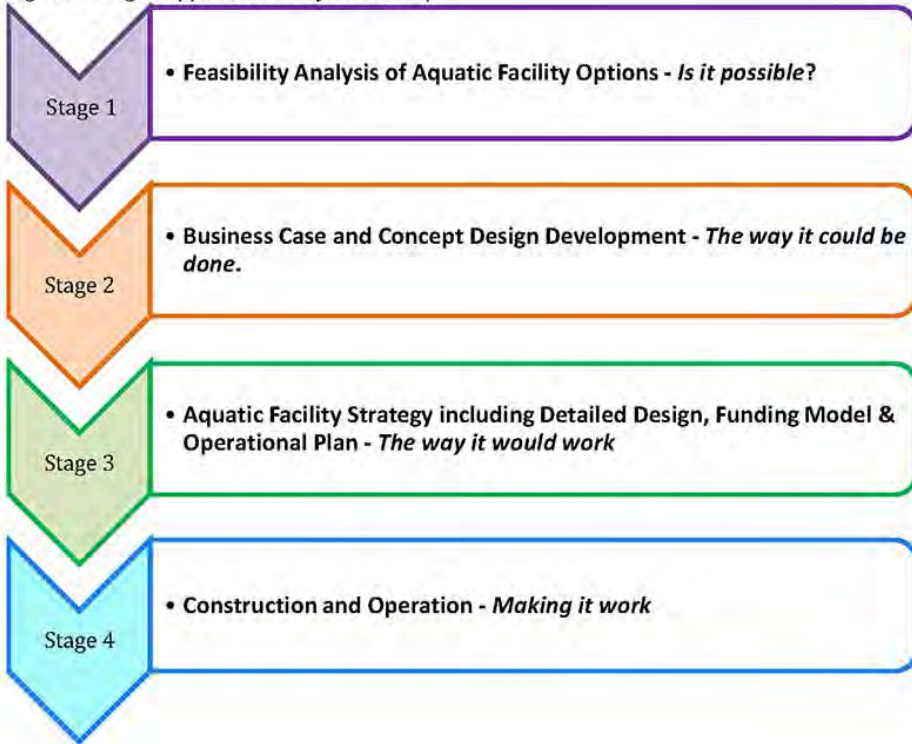 Stage 1
• Feasibility Analysis of Aquatic Facility Options - Is it possible?
Stage 2
• Business Case and Concept Design Development - The way it could be
done.
Stage 3
• Aquatic Facility Strategy including Detailed Design, Funding Model &
Operational Plan - The way it would work
Stage 4
• Construction and Operation - Making it work